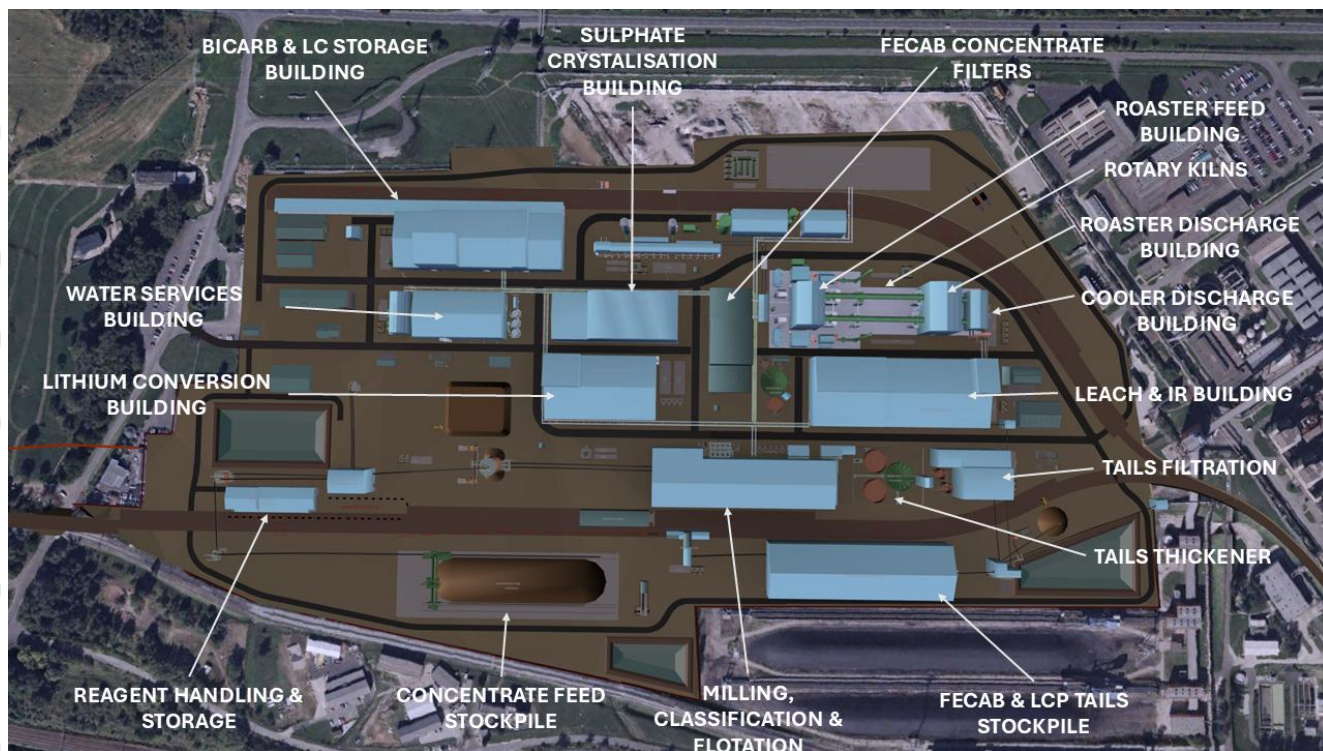 BICARB & LC STORAGE
BUILDING
SULPHATE
CRYSTALISATION
BUILDING
FECAB CONCENTRATE
FILTERS
ROASTER FEED
BUILDING
ROTARY KILNS
ROASTER DISCHARGE
BUILDING
COOLER DISCHARGE
BUILDING
WATER SERVICES
BUILDING
LITHIUM CONVERSION
BUILDING
LEACH & IR BUILDING
TAILS FILTRATION
TAILS THICKENER
REAGENT HANDLING &
STORAGE
CONCENTRATE FEED
STOCKPILE
MILLING,
CLASSIFICATION &
FLOTATION
FECAB & LCP TAILS
STOCKPILE